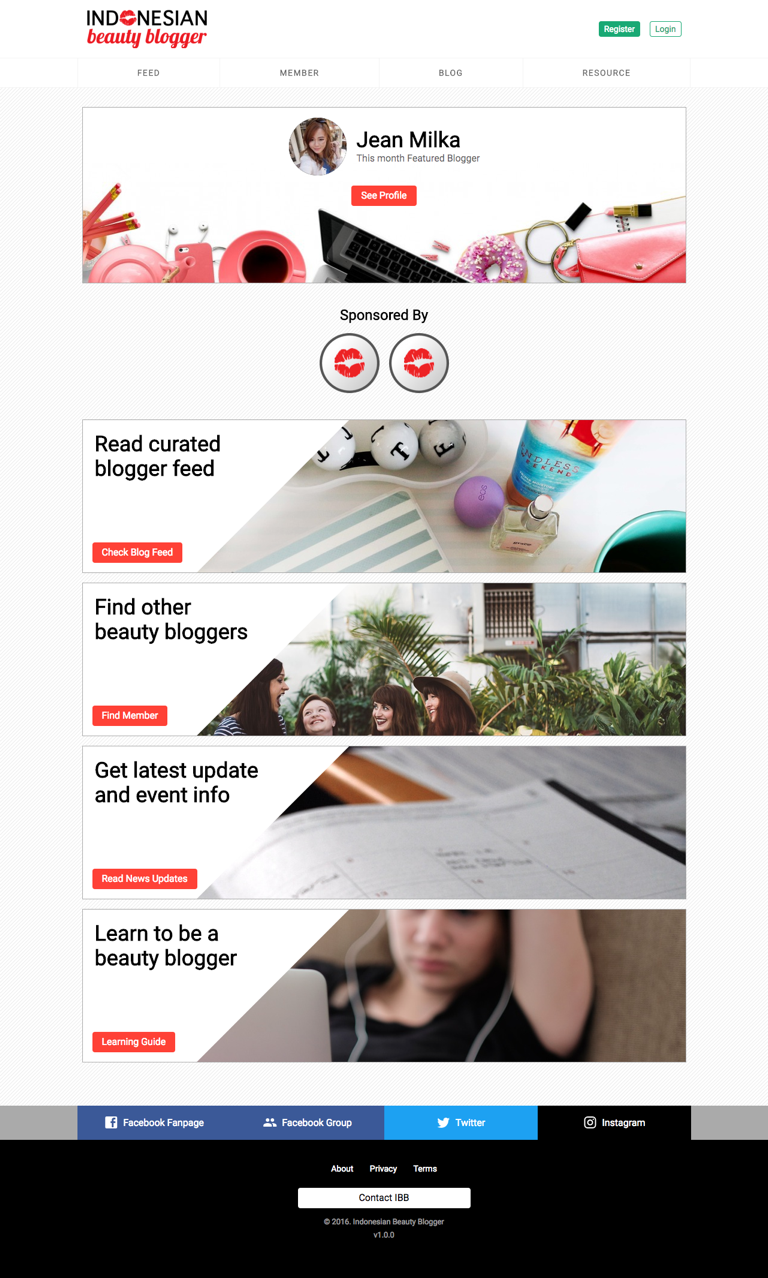 INDONESIAN
beauty blogger
Register
Login
FEED
MEMBER
BLOG
RESOURCE
Jean Milka
This month Featured Blogger
See Profile
Sponsored By
Read curated
blogger feed
Check Blog Feed
ENDLESS
WEEKEND
eos
Find other
beauty bloggers
Find Member
Get latest update
and event info
Read News Updates
Learn to be a
beauty blogger
Learning Guide
Facebook Fanpage
Facebook Group
Twitter
Instagram
About
Privacy
Terms
Contact IBB
© 2016. Indonesian Beauty Blogger
v1.0.0